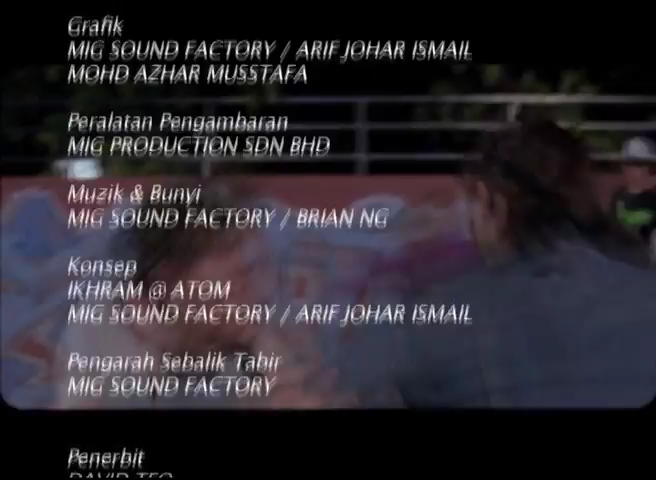 Grafik
MIG SOUND FACTORY / ARIF JOHAR ISMAIL
MOHD AZHAR MUSSTAFA
Peralatan Pengambaran
MIG PRODUCTION SDN BHD
Muzik & Bunyi
MIG SOUND FACTORY / BRIAN NG
Konsep
IKHRAM @ ATOM
MIG SOUND FACTORY / ARIF JOHAR ISMAIL
Pengarah Sebalik Tabir
MIG SOUND FACTORY
Penerbit
DAVID TEO